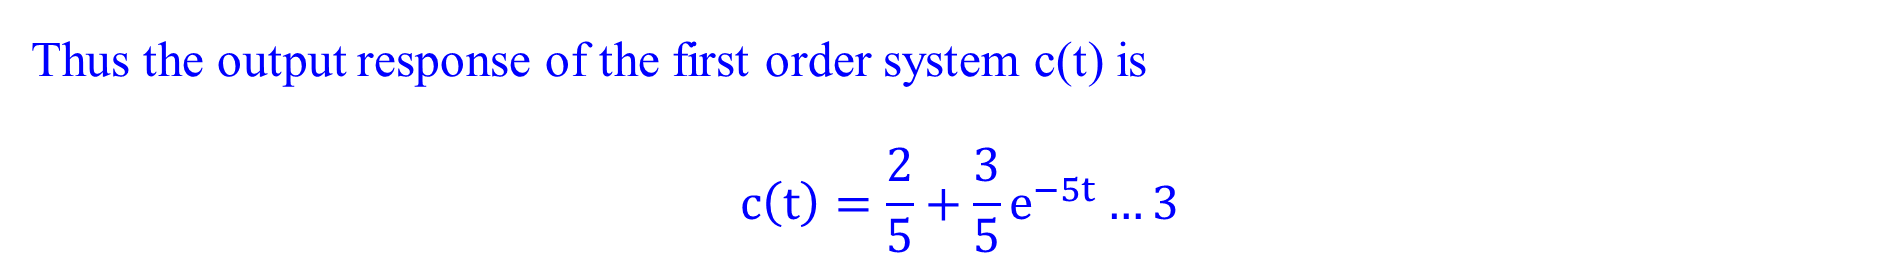 Thus the output response of the first order system c(t) is
c(t) = 2/5 + 3/5 e^−5t ... 3